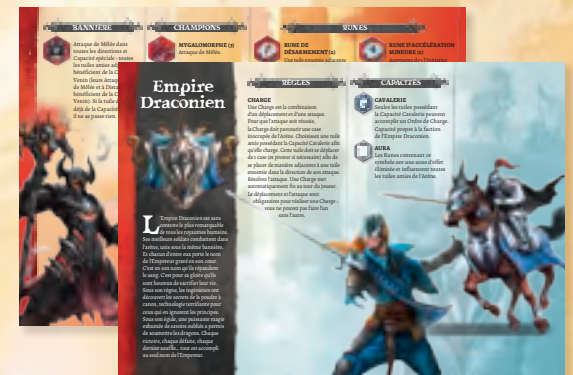 BANNIÈRE
Attaque de Mêlée dans
toutes les directions et
Capacité spéciale : toutes
les tuiles amies
bénéficient de la
Venin (leurs
de Mêlée et à
bénéficient de la
Venin). Si la tuile
déjà de la Capacité
il ne se passe rien.
CHAMPIONS
MYGALOMORPHE (3)
Attaque de Mêlée.
RUNES
RUNE DE
DÉSARMEMENT (2)
Une tuile ennemie adjacente
RUNE D'ACCÉLÉRATION
MINEURE (2)
Augmente de 1 l'Initiative
Empire
Draconien
L'Empire Draconien est sans
conteste le plus remarquable
de tous les royaumes humains.
Ses meilleurs soldats combattent dans
l'arène, unis sous la même bannière.
Et chacun d'entre eux porte le nom
de l'Empereur gravé en son cœur.
C'est en son nom qu'ils répandent
le sang. C'est pour sa gloire qu'ils
sont heureux de sacrifier leur vie.
Sous son règne, les ingénieurs ont
découvert les secrets de la poudre à
canon, technologie terrifiante pour
ceux qui en ignorent les principes.
Sous son égide, une puissante magie
exhumée de savoirs oubliés a permis
de soumettre les dragons. Chaque
victoire, chaque défaite, chaque
dernier souffle... tout est accompli
au seul nom de l'Empereur.
RÈGLES
CHARGE
Une Charge est la combinaison
d'un déplacement et d'une attaque.
Pour que l'attaque soit réussie,
la Charge doit parcourir une case
inoccupée de l'Arène. Choisissez une tuile
amie possédant la Capacité Cavalerie afin
qu'elle charge. Cette tuile doit se déplacer
de 1 case (et pivoter si nécessaire) afin de
se placer de manière adjacente à une tuile
ennemie dans la direction de son attaque.
Résolvez l'attaque. Une Charge met
automatiquement fin au tour du joueur.
Le déplacement et l'attaque sont
obligatoires pour réaliser une Charge :
vous ne pouvez pas faire l'un
sans l'autre.
CAPACITÉS
CAVALERIE
Seules les tuiles possédant
la Capacité Cavalerie peuvent
accomplir un Ordre de Charge.
Capacité propre à la faction
de l'Empire Draconien.
AURA
Les Runes contenant ce
symbole ont une zone d'effet
illimitée et influencent toutes
les tuiles amies de l'Arène.